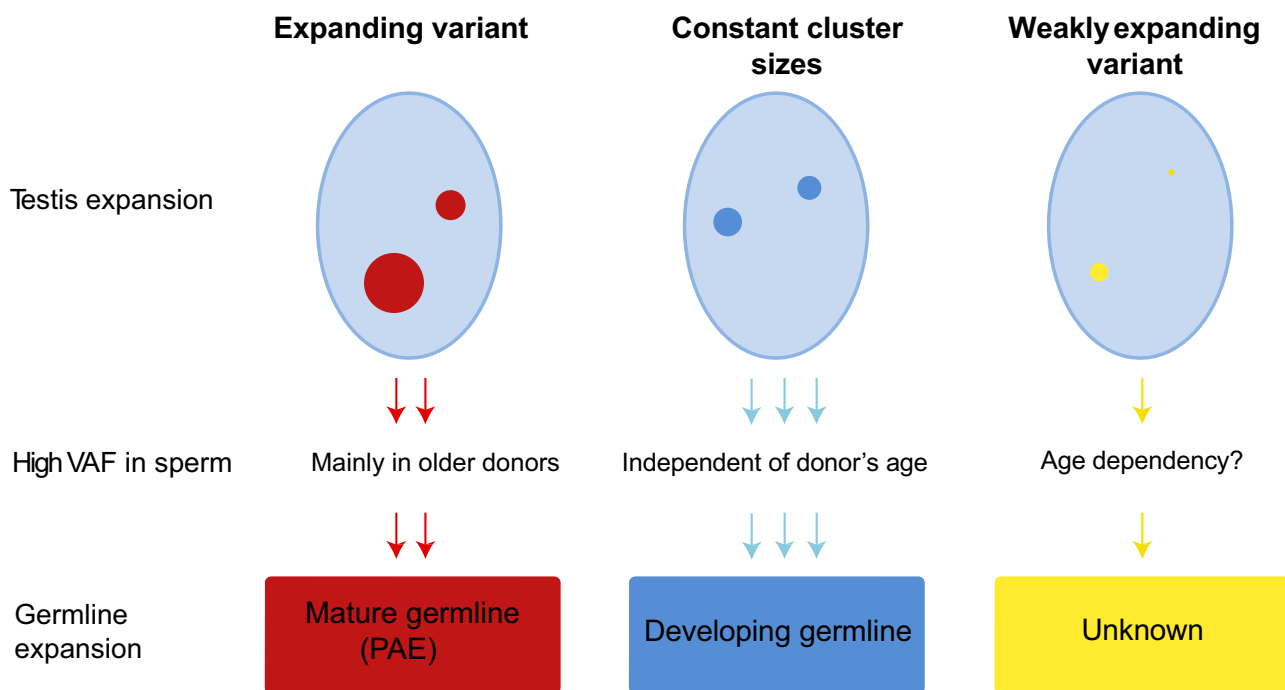 Expanding variant
Constant cluster
sizes
Weakly expanding
variant
Testis expansion
High VAF in sperm
Mainly in older donors
Independent of donor's age
Age dependency?
Germline
expansion
Mature germline
(PAE)
Developing germline
Unknown